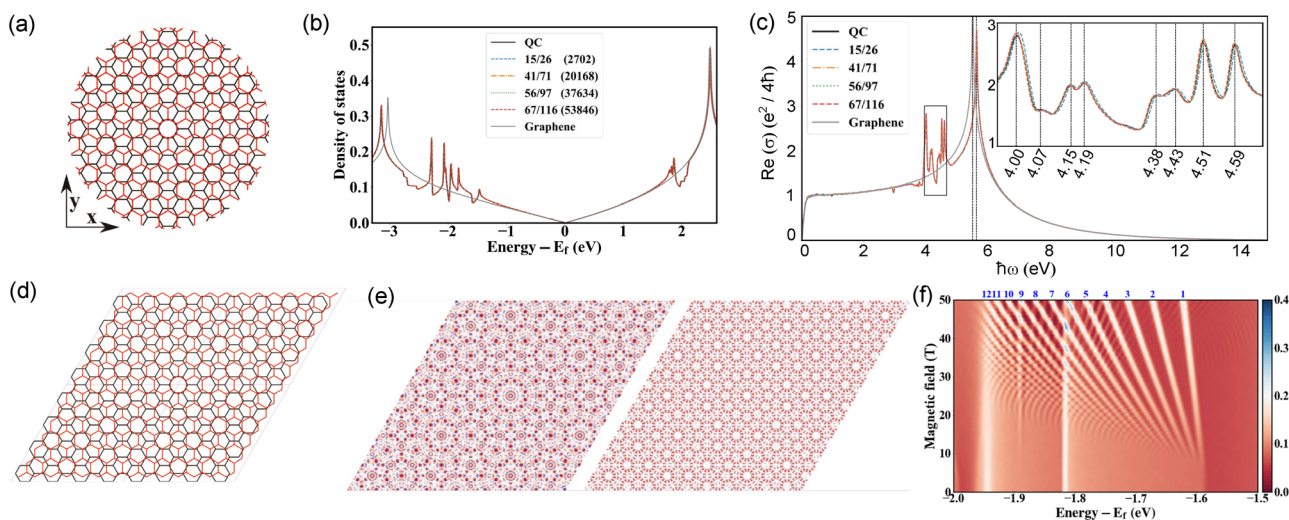 (a)
y
x
(b)
Density of states
0.5
0.4
0.3
0.2
0.1
0.0
QC
15/26 (2702)
41/71 (20168)
56/97 (37634)
67/116 (53846)
Graphene
−3 −2 −1 0 1 2
Energy − E_f (eV)
(c)
Re (σ) (e² / 4ħ)
5
4
3
2
1
0
QC
15/26
41/71
56/97
67/116
Graphene
3
2
1
4.00 4.07 4.15 4.19 4.38 4.43 4.51 4.59
0 2 4 6 8 10 12 14
ħω (eV)
(d)
(e)
(f)
12 11 10 9 8 7 6 5 4 3 2 1
Magnetic field (T)
50
40
30
20
10
0
−2.0 −1.9 −1.8 −1.7 −1.6 −1.5
Energy − E_f (eV)
0.4
0.3
0.2
0.1
0.0